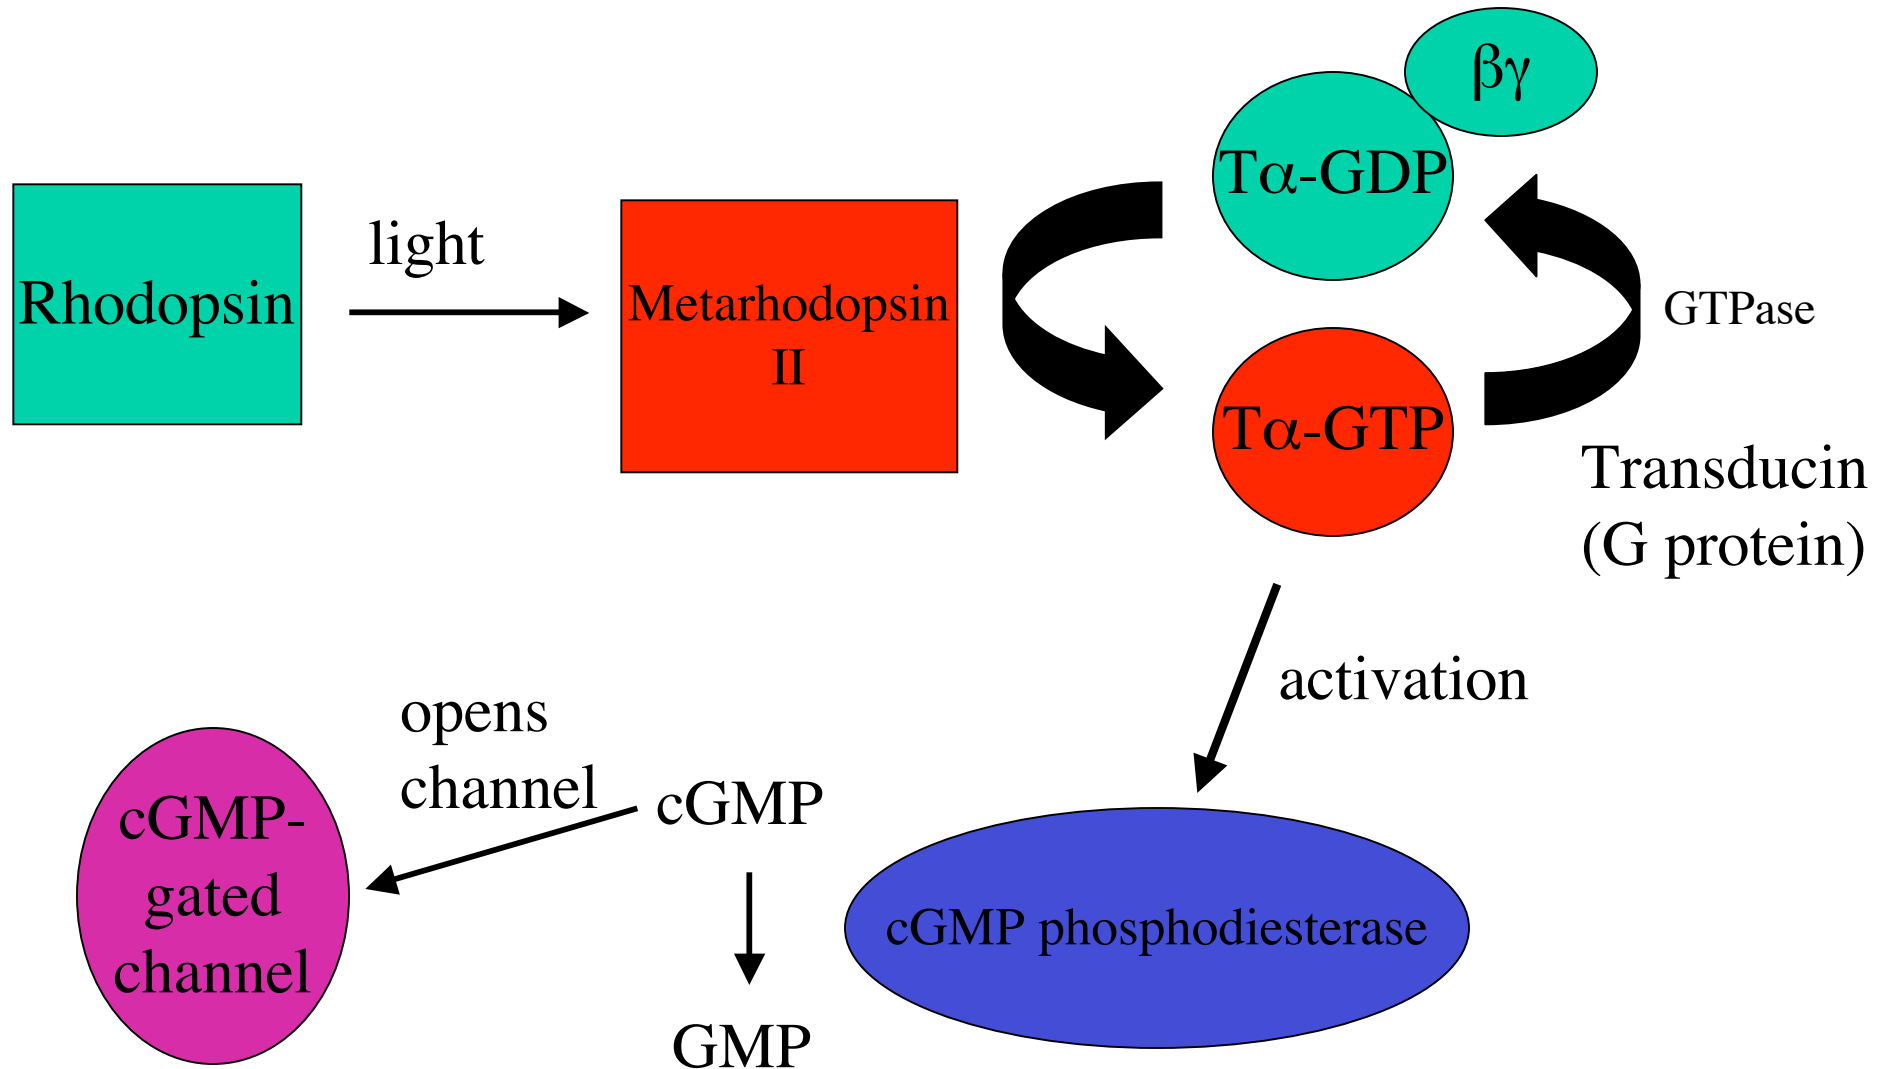 βγ
Tα-GDP
light
Rhodopsin
Metarhodopsin
II
GTPase
Tα-GTP
Transducin
(G protein)
activation
opens
channel
cGMP
cGMP-
gated
channel
cGMP phosphodiesterase
GMP